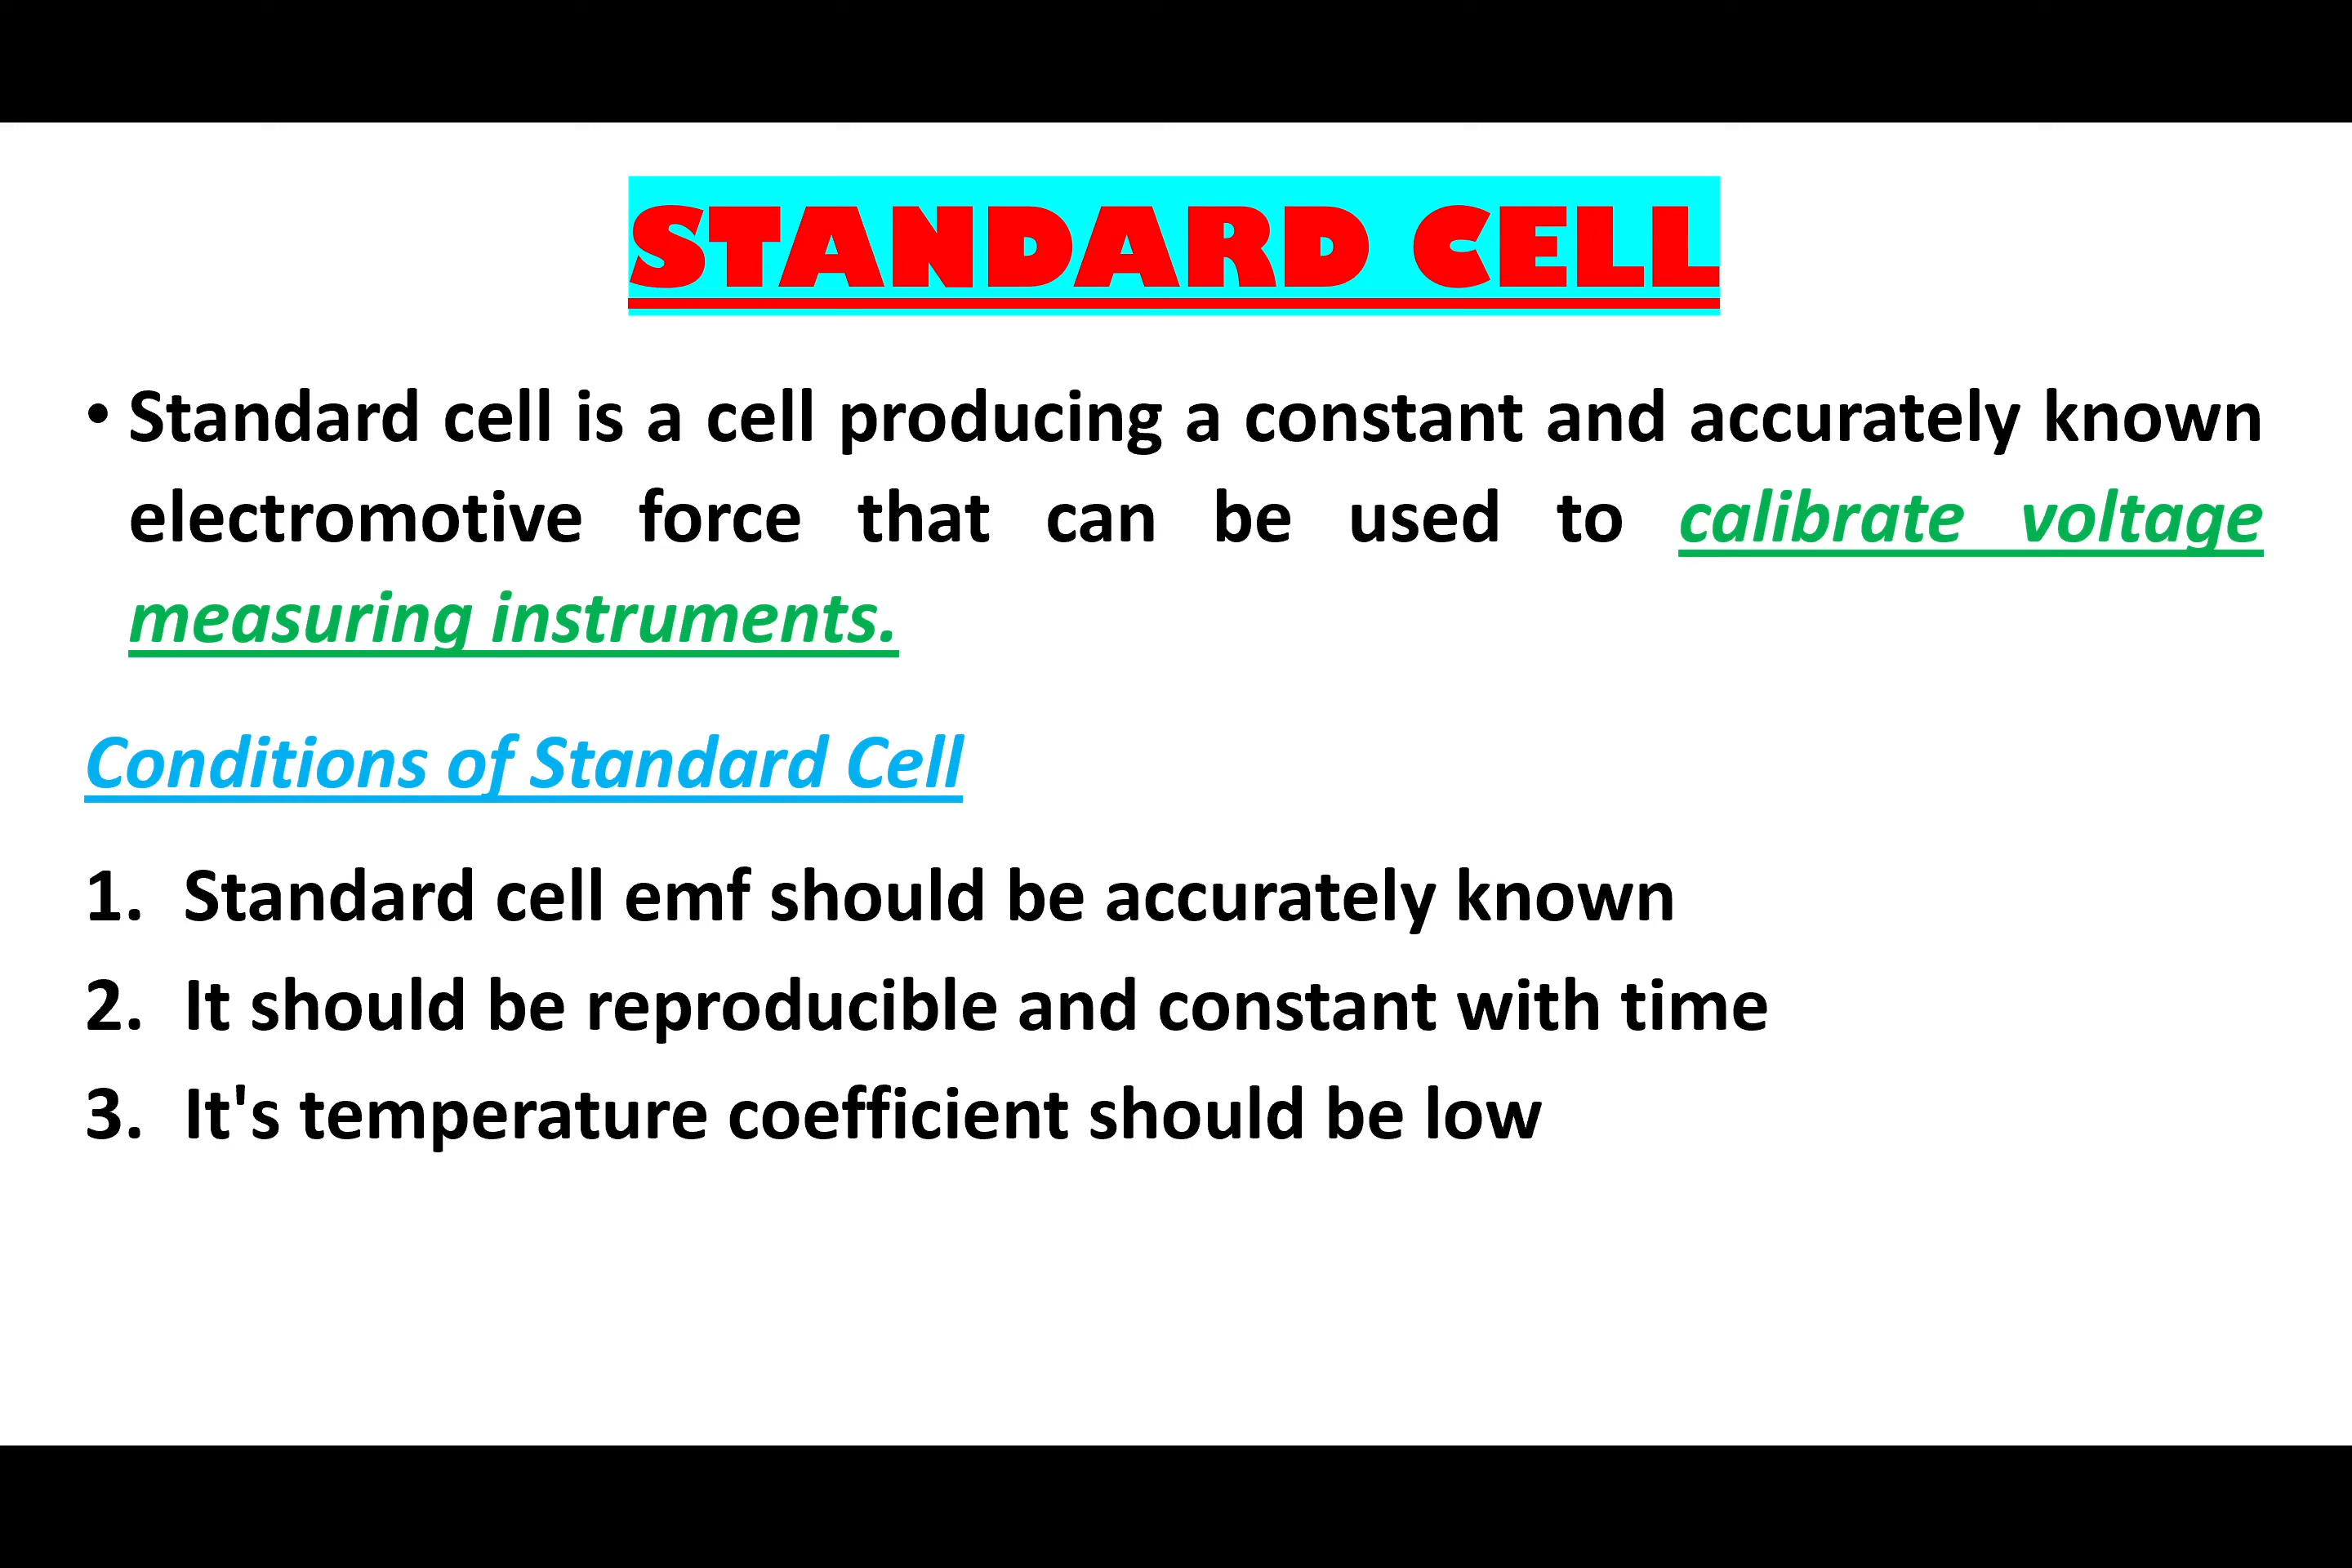 STANDARD CELL
• Standard cell is a cell producing a constant and accurately known
electromotive force that can be used to calibrate voltage
measuring instruments.
Conditions of Standard Cell
1. Standard cell emf should be accurately known
2. It should be reproducible and constant with time
3. It's temperature coefficient should be low